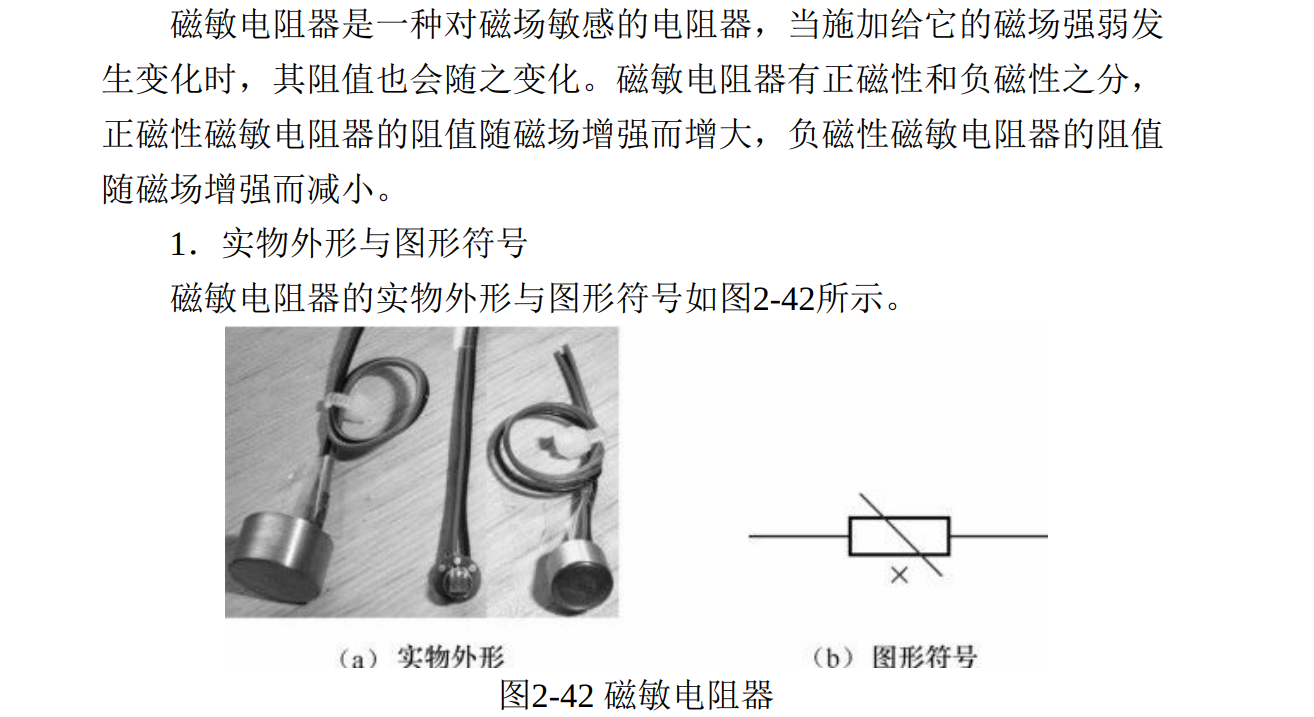 磁敏电阻器是一种对磁场敏感的电阻器，当施加给它的磁场强弱发
生变化时，其阻值也会随之变化。磁敏电阻器有正磁性和负磁性之分，
正磁性磁敏电阻器的阻值随磁场增强而增大，负磁性磁敏电阻器的阻值
随磁场增强而减小。
1．实物外形与图形符号
磁敏电阻器的实物外形与图形符号如图2-42所示。
×
（a） 实物外形
（b） 图形符号
图2-42 磁敏电阻器